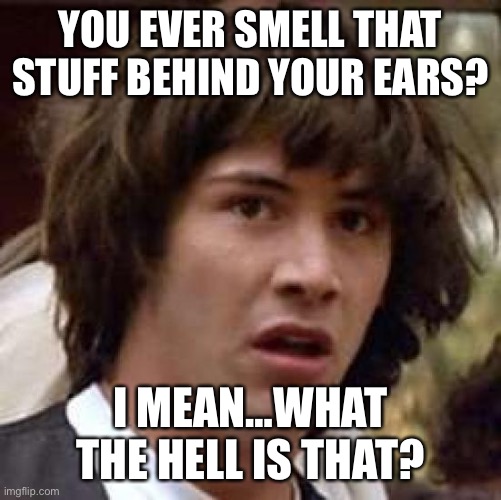 YOU EVER SMELL THAT
STUFF BEHIND YOUR EARS?
I MEAN...WHAT
THE HELL IS THAT?
imgflip.com